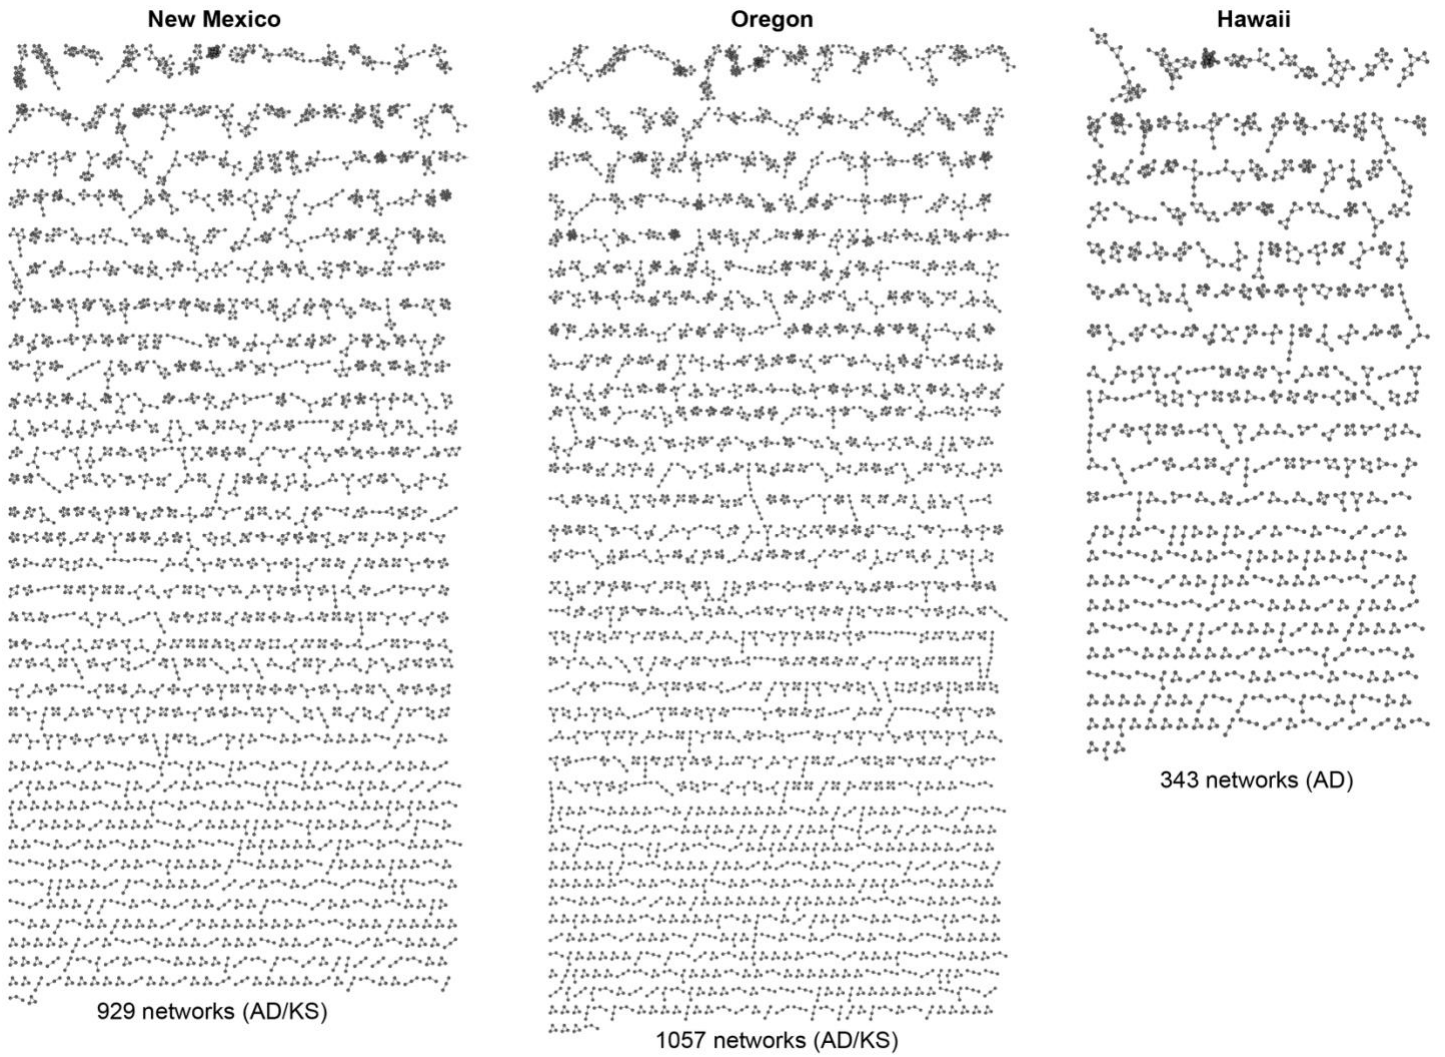 New Mexico
Oregon
Hawaii
929 networks (AD/KS)
1057 networks (AD/KS)
343 networks (AD)